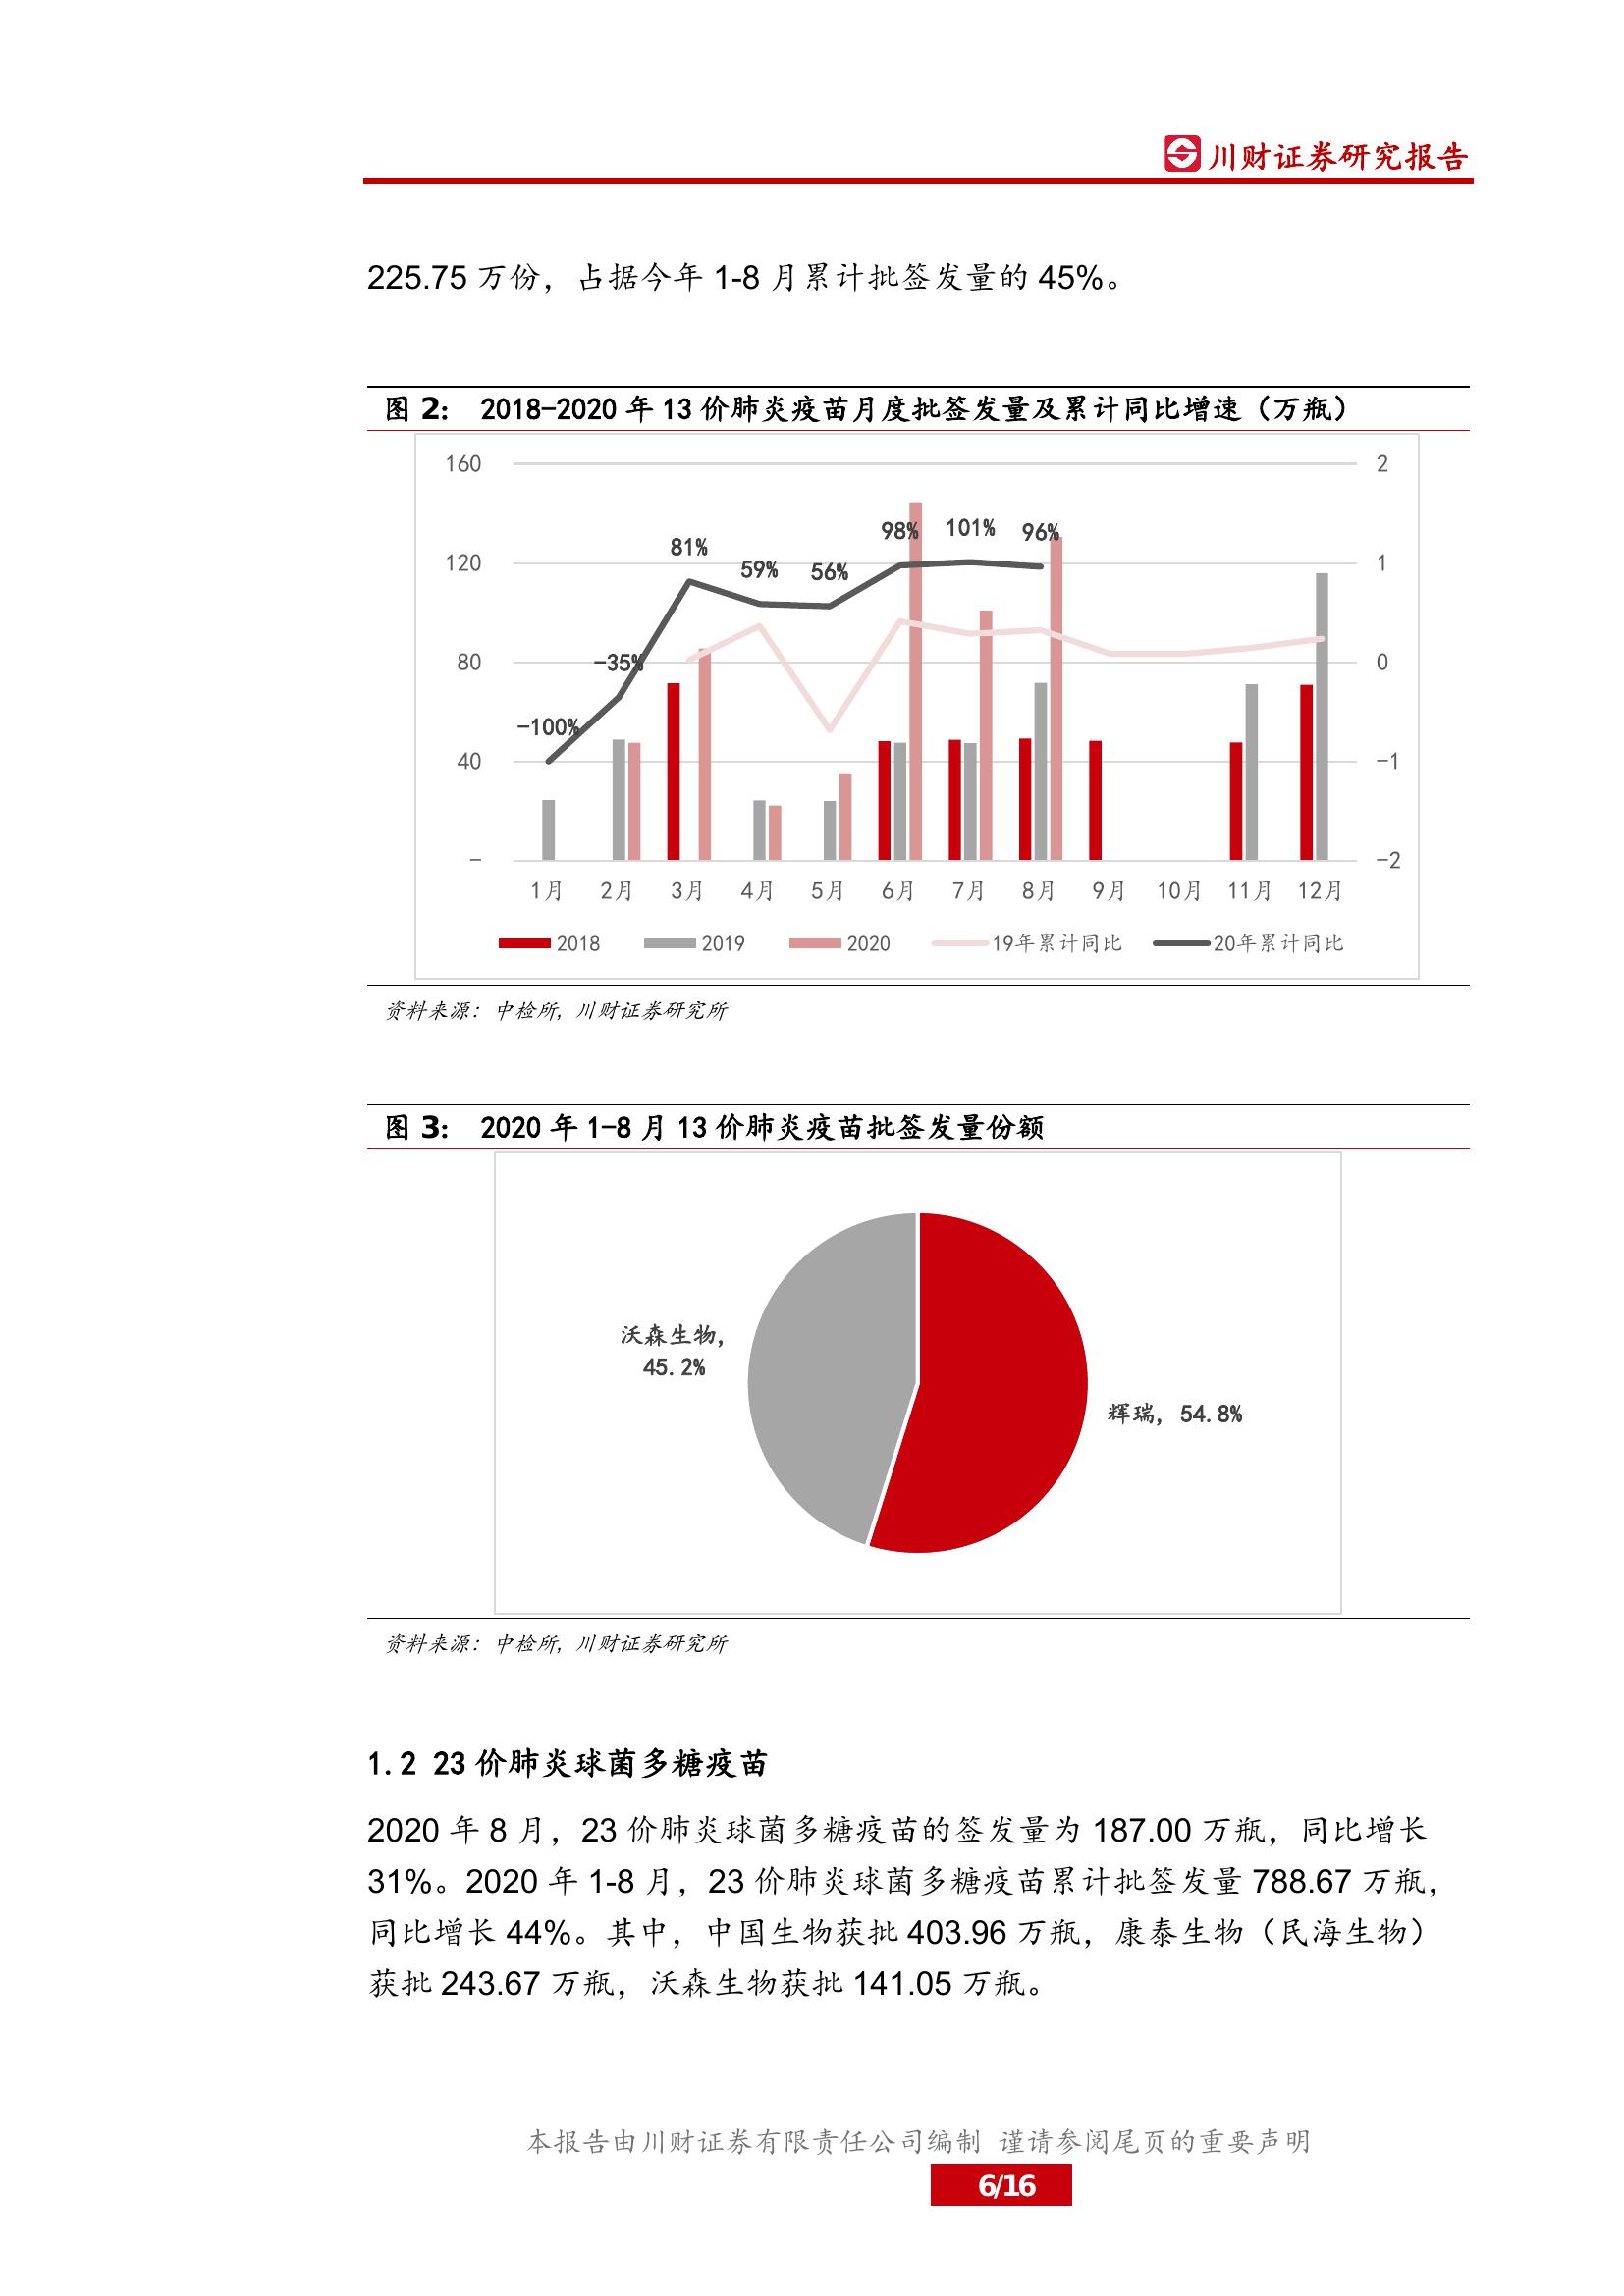 川财证券研究报告
225.75 万份，占据今年 1-8 月累计批签发量的 45%。
图 2： 2018-2020 年 13 价肺炎疫苗月度批签发量及累计同比增速（万瓶）
160
2
98%
101%
96%
81%
120
59%
56%
1
80
-35%
0
-100%
40
-1
-
-2
1月 2月 3月 4月 5月 6月 7月 8月 9月 10月 11月 12月
2018 2019 2020 19年累计同比 20年累计同比
资料来源：中检所，川财证券研究所
图 3： 2020 年 1-8 月 13 价肺炎疫苗批签发量份额
沃森生物,
45.2%
辉瑞, 54.8%
资料来源：中检所，川财证券研究所
1.2 23 价肺炎球菌多糖疫苗
2020 年 8 月，23 价肺炎球菌多糖疫苗的签发量为 187.00 万瓶，同比增长
31%。2020 年 1-8 月，23 价肺炎球菌多糖疫苗累计批签发量 788.67 万瓶，
同比增长 44%。其中，中国生物获批 403.96 万瓶，康泰生物（民海生物）
获批 243.67 万瓶，沃森生物获批 141.05 万瓶。
本报告由川财证券有限责任公司编制 谨请参阅尾页的重要声明
6/16